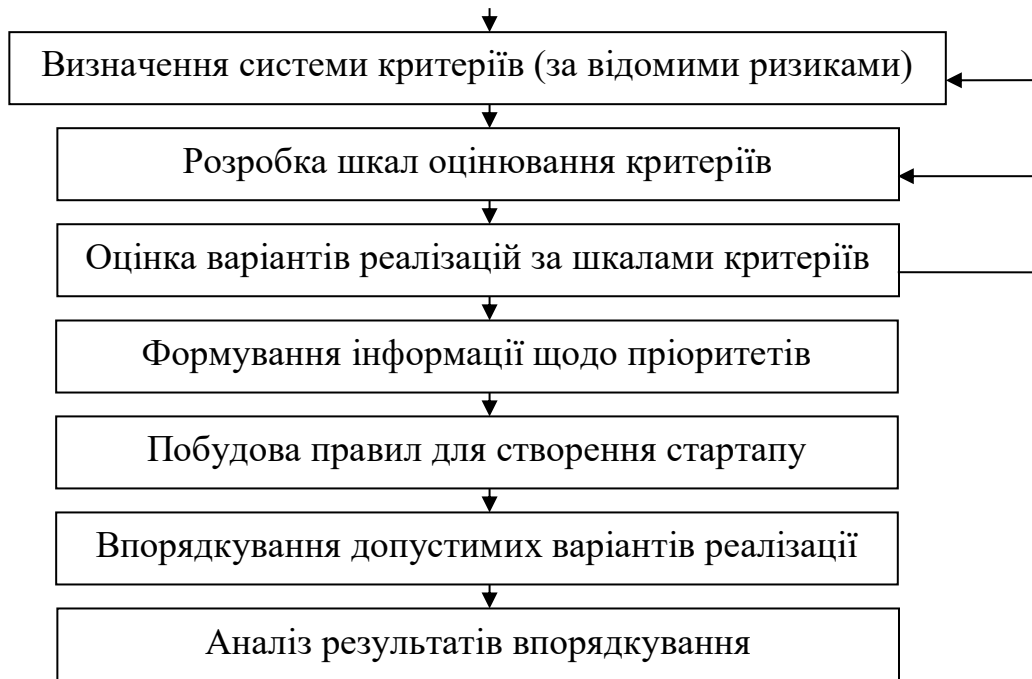 Визначення системи критеріїв (за відомими ризиками)
Розробка шкал оцінювання критеріїв
Оцінка варіантів реалізацій за шкалами критеріїв
Формування інформації щодо пріоритетів
Побудова правил для створення стартапу
Впорядкування допустимих варіантів реалізації
Аналіз результатів впорядкування